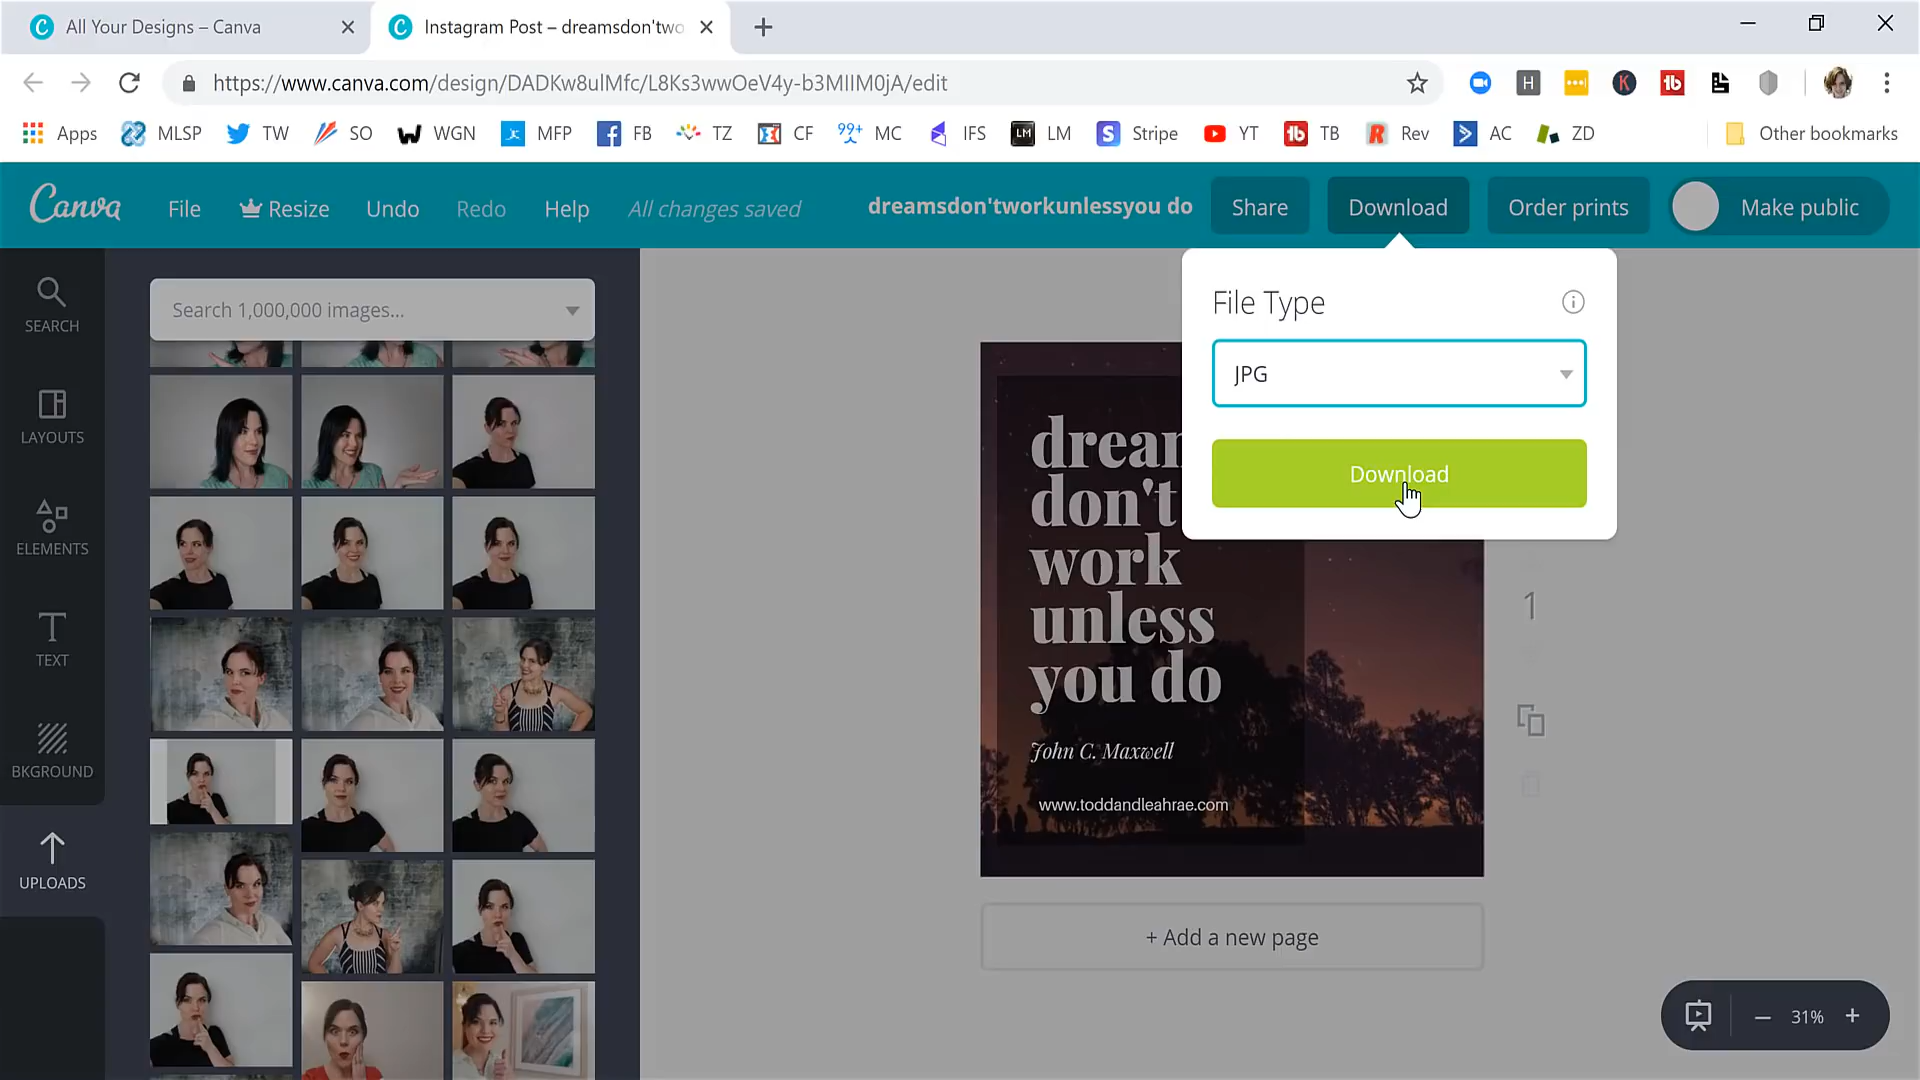 All Your Designs – Canva
Instagram Post – dreamsdon'two
https://www.canva.com/design/DADKw8ulMfc/L8Ks3wwOeV4y-b3MIIM0jA/edit
Apps MLSP TW SO WGN MFP FB TZ CF 99+ MC IFS LM LM Stripe YT TB Rev AC ZD Other bookmarks
Canva File Resize Undo Redo Help All changes saved dreamsdon'tworkunlessyou do Share Download Order prints Make public
SEARCH
LAYOUTS
ELEMENTS
TEXT
BKGROUND
UPLOADS
Search 1,000,000 images...
File Type
JPG
Download
drea
don't
work
unless
you do
John C. Maxwell
www.toddandleahrae.com
1
+ Add a new page
31%